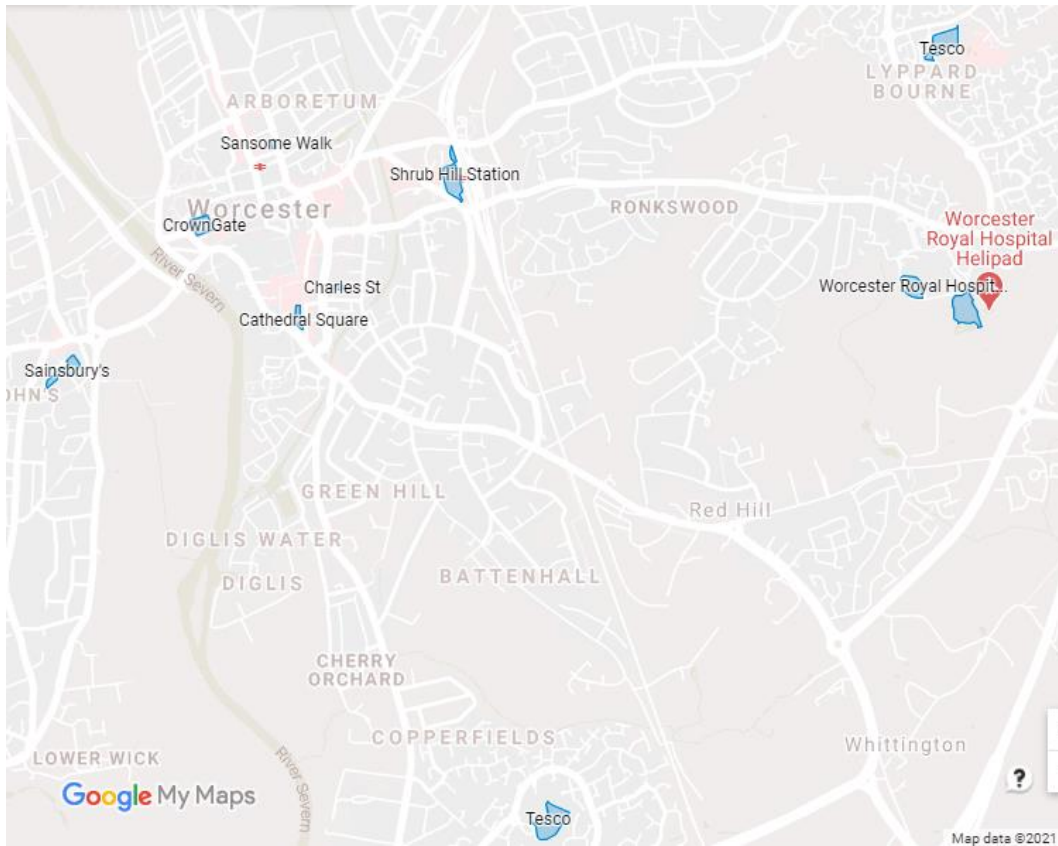 Tesco
LYPPARD
BOURNE
ARBORETUM
Sansome Walk
Shrub Hill Station
RONKSWOOD
Worcester
CrownGate
Worcester
Royal Hospital
Helipad
River Severn
Charles St
Worcester Royal Hospit...
Cathedral Square
Sainsbury's
OHN'S
GREEN HILL
Red Hill
DIGLIS WATER
DIGLIS
BATTENHALL
CHERRY
ORCHARD
COPPERFIELDS
Whittington
LOWER WICK
River Severn
Google My Maps
?
Tesco
Map data ©2021